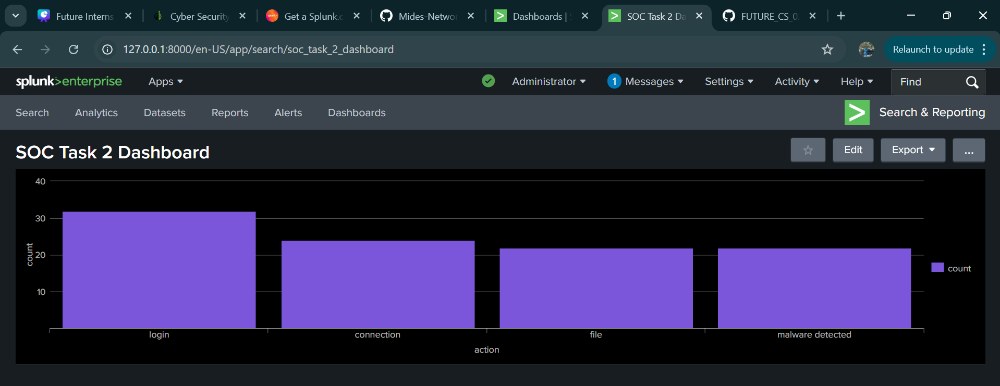 Future Interns
Cyber Security
Get a Splunk.c
Mides-Networ
Dashboards | S
SOC Task 2 Da
FUTURE_CS_02
127.0.0.1:8000/en-US/app/search/soc_task_2_dashboard
Relaunch to update
splunk>enterprise
Apps
Administrator
1 Messages
Settings
Activity
Help
Find
Search
Analytics
Datasets
Reports
Alerts
Dashboards
Search & Reporting
SOC Task 2 Dashboard
Edit
Export
...
40
30
20
10
count
login
connection
file
malware detected
action
count